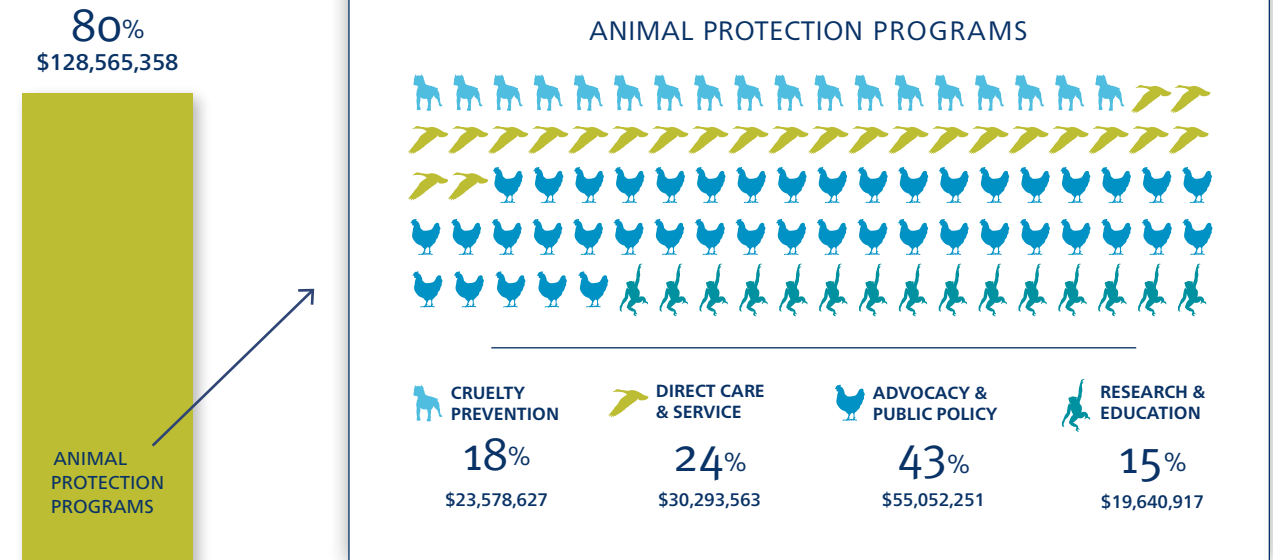 80%
$128,565,358
ANIMAL
PROTECTION
PROGRAMS
ANIMAL PROTECTION PROGRAMS
CRUELTY
PREVENTION
18%
$23,578,627
DIRECT CARE
& SERVICE
24%
$30,293,563
ADVOCACY &
PUBLIC POLICY
43%
$55,052,251
RESEARCH &
EDUCATION
15%
$19,640,917